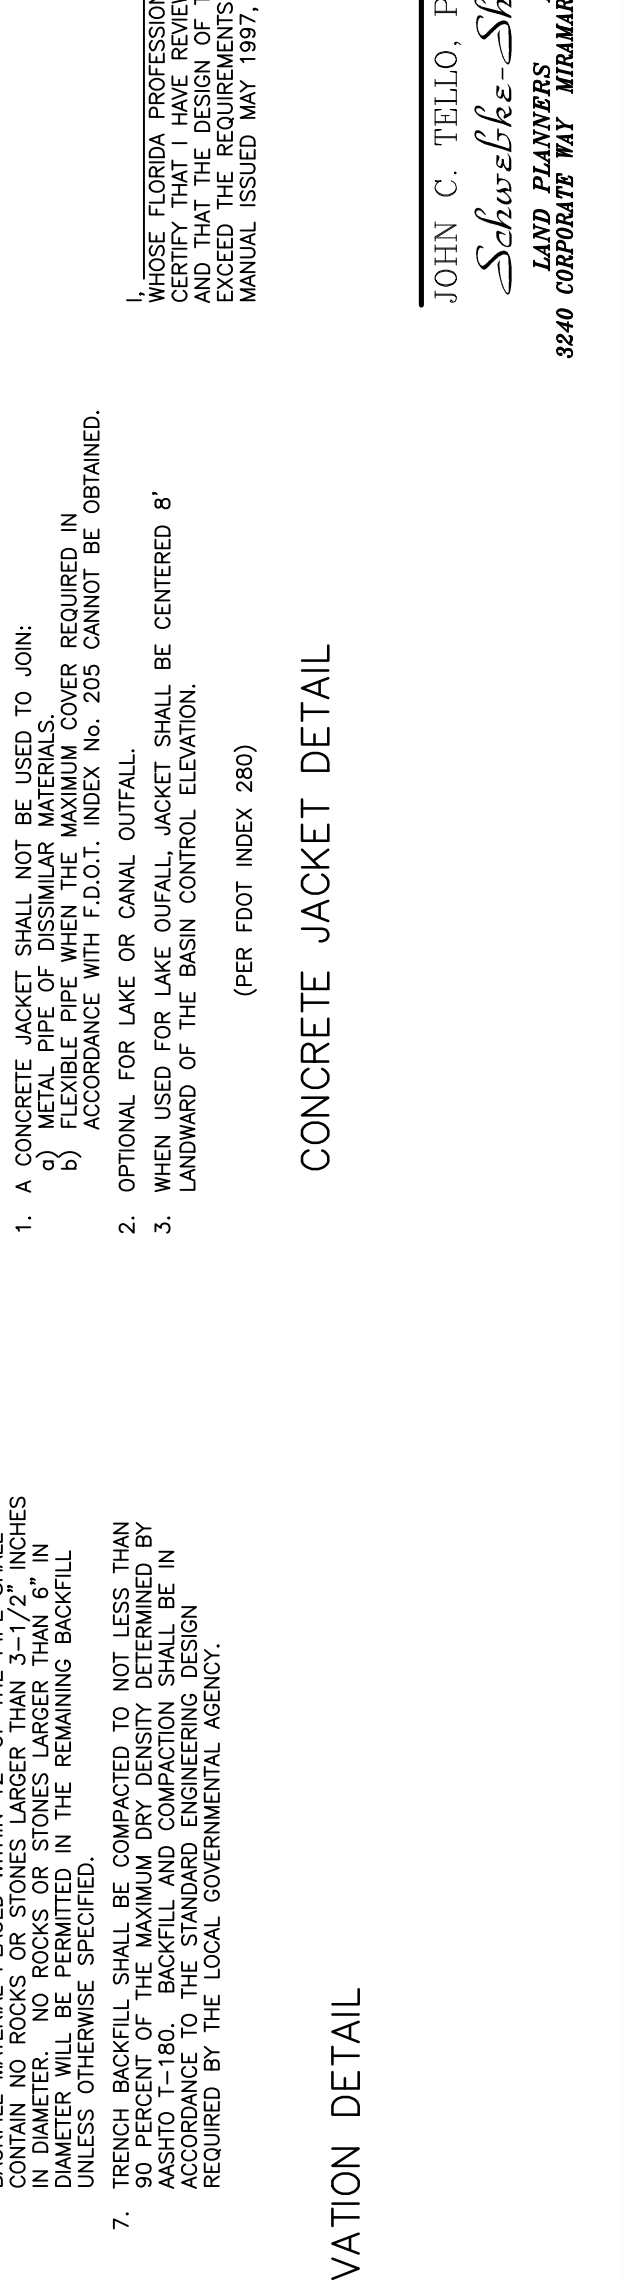 CONTAIN NO ROCKS OR STONES LARGER THAN 3-1/2" INCHES
IN DIAMETER. NO ROCKS OR STONES LARGER THAN 6" IN
DIAMETER WILL BE PERMITTED IN THE REMAINING BACKFILL
UNLESS OTHERWISE SPECIFIED.
7. TRENCH BACKFILL SHALL BE COMPACTED TO NOT LESS THAN
90 PERCENT OF THE MAXIMUM DRY DENSITY DETERMINED BY
AASHTO T-180. BACKFILL AND COMPACTION SHALL BE IN
ACCORDANCE TO THE STANDARD ENGINEERING DESIGN
REQUIRED BY THE LOCAL GOVERNMENTAL AGENCY.
VATION DETAIL
1. A CONCRETE JACKET SHALL NOT BE USED TO JOIN:
a) METAL PIPE OF DISSIMILAR MATERIALS.
b) FLEXIBLE PIPE WHEN THE MAXIMUM COVER REQUIRED IN
ACCORDANCE WITH F.D.O.T. INDEX No. 205 CANNOT BE OBTAINED.
2. OPTIONAL FOR LAKE OR CANAL OUTFALL.
3. WHEN USED FOR LAKE OUFALL, JACKET SHALL BE CENTERED 8'
LANDWARD OF THE BASIN CONTROL ELEVATION.
(PER FDOT INDEX 280)
CONCRETE JACKET DETAIL
I,
WHOSE FLORIDA PROFESSION
CERTIFY THAT I HAVE REVIEW
AND THAT THE DESIGN OF T
EXCEED THE REQUIREMENTS
MANUAL ISSUED MAY 1997,
JOHN C. TELLO, P
Schwebke-Sh
LAND PLANNERS
3240 CORPORATE WAY MIRAMAR